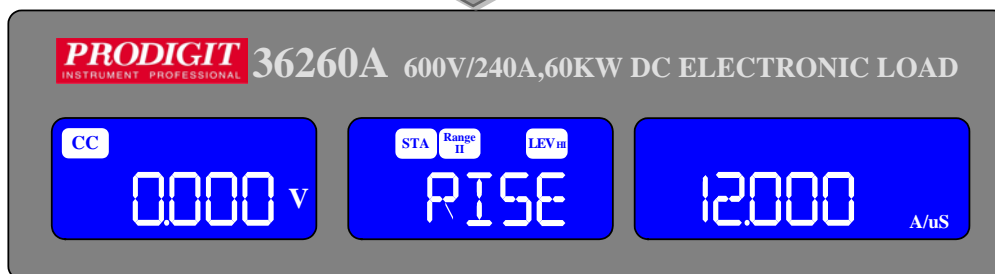 PRODIGIT
INSTRUMENT PROFESSIONAL
36260A 600V/240A,60KW DC ELECTRONIC LOAD
CC
0.000 V
STA Range II LEV HI
RISE
12.000 A/uS